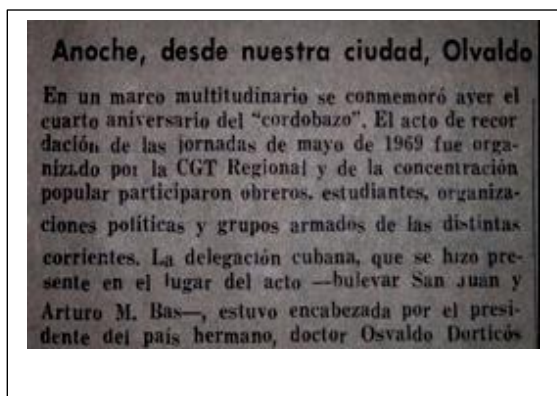 Anoche, desde nuestra ciudad, Olvaldo
En un marco multitudinario se conmemoró ayer el
cuarto aniversario del "cordobazo". El acto de recor
dación de las jornadas de mayo de 1969 fue orga-
nizado por la CGT Regional y de la concentración
popular participaron obreros, estudiantes, organiza-
ciones políticas y grupos armados de las distintas
corrientes. La delegación cubana, que se hizo pre-
sente en el lugar del acto —bulevar San Juan y
Arturo M. Bas—, estuvo encabezada por el presi-
dente del país hermano, doctor Osvaldo Dorticós